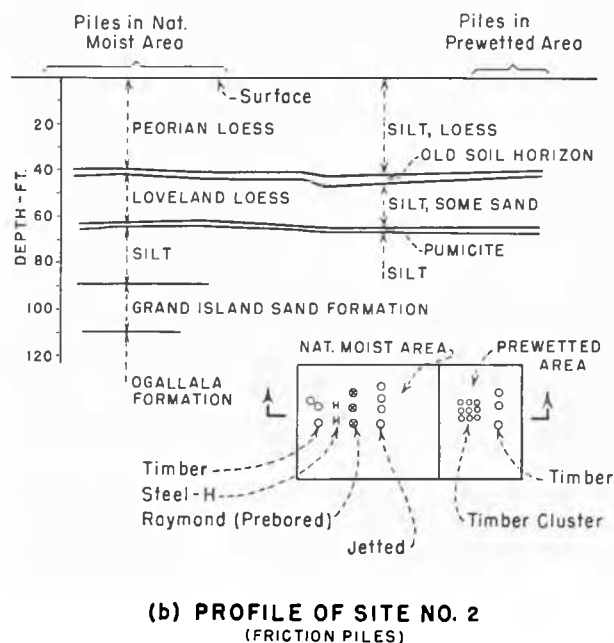 Piles in Nat.
Moist Area
Piles in
Prewetted Area
Surface
DEPTH-FT.
20
40
60
80
100
120
PEORIAN LOESS
SILT, LOESS
OLD SOIL HORIZON
LOVELAND LOESS
SILT, SOME SAND
PUMICITE
SILT
SILT
GRAND ISLAND SAND FORMATION
OGALLALA
FORMATION
NAT. MOIST AREA
PREWETTED
AREA
H
H
Timber
Steel-H
Raymond (Prebored)
Jetted
Timber
Timber Cluster
(b) PROFILE OF SITE NO. 2
(FRICTION PILES)